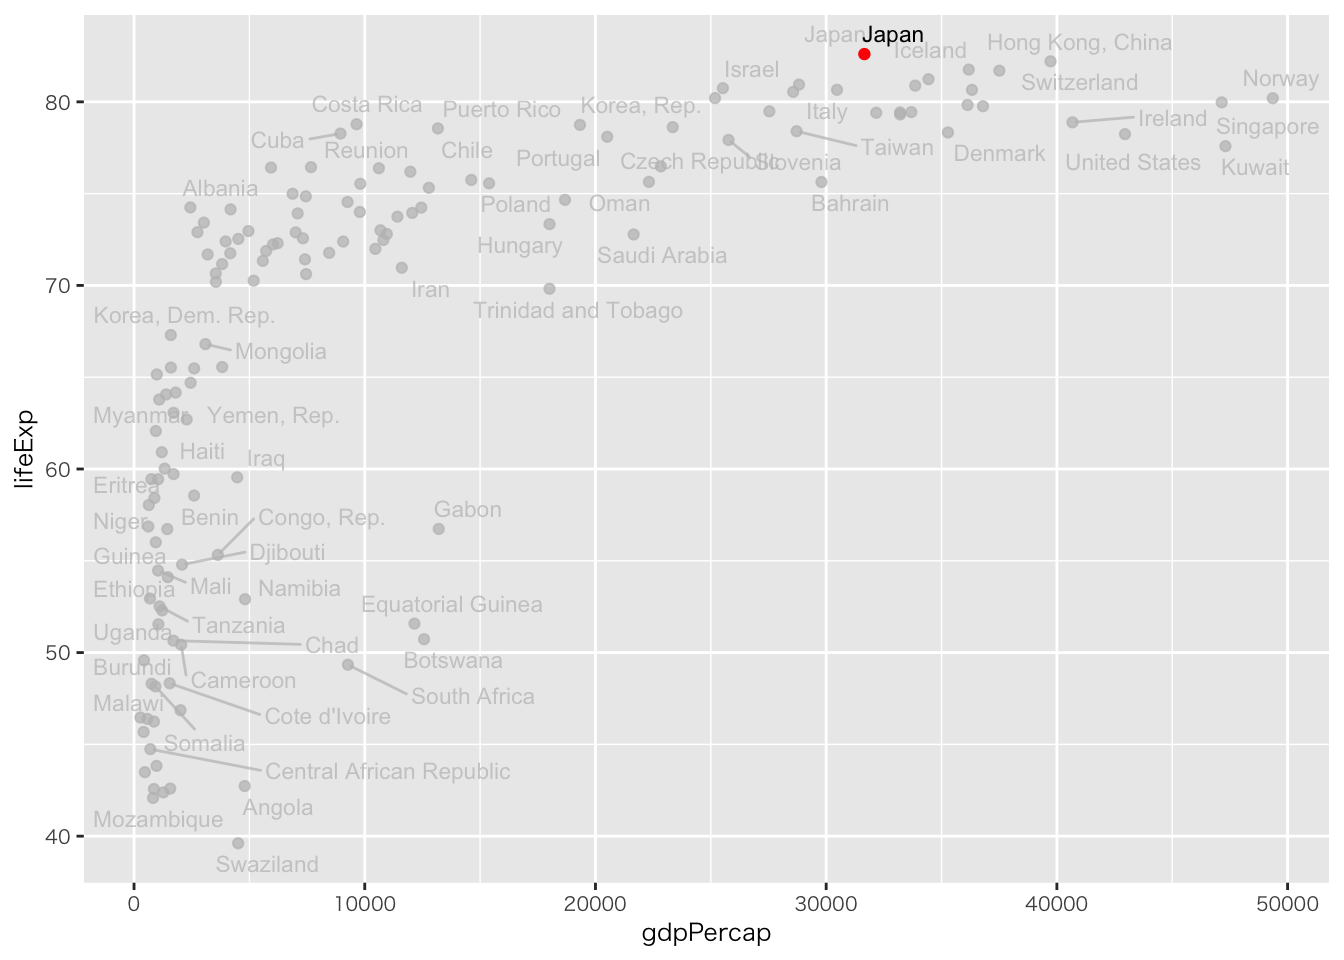 Japan
Japan
Iceland
Hong Kong, China
Israel
Switzerland
Norway
80
Costa Rica
Puerto Rico
Korea, Rep.
Italy
Ireland
Singapore
Cuba
Reunion
Chile
Portugal
Czech Republic
Slovenia
Taiwan
Denmark
United States
Kuwait
Albania
Poland
Oman
Bahrain
Hungary
Saudi Arabia
70
Iran
Trinidad and Tobago
Korea, Dem. Rep.
Mongolia
Myanmar
Yemen, Rep.
lifeExp
Haiti
Iraq
60
Eritrea
Niger
Benin
Congo, Rep.
Gabon
Guinea
Djibouti
Ethiopia
Mali
Namibia
Equatorial Guinea
Uganda
Tanzania
50
Chad
Botswana
Burundi
Cameroon
South Africa
Malawi
Cote d'Ivoire
Somalia
Central African Republic
Angola
Mozambique
40
Swaziland
0
10000
20000
30000
40000
50000
gdpPercap